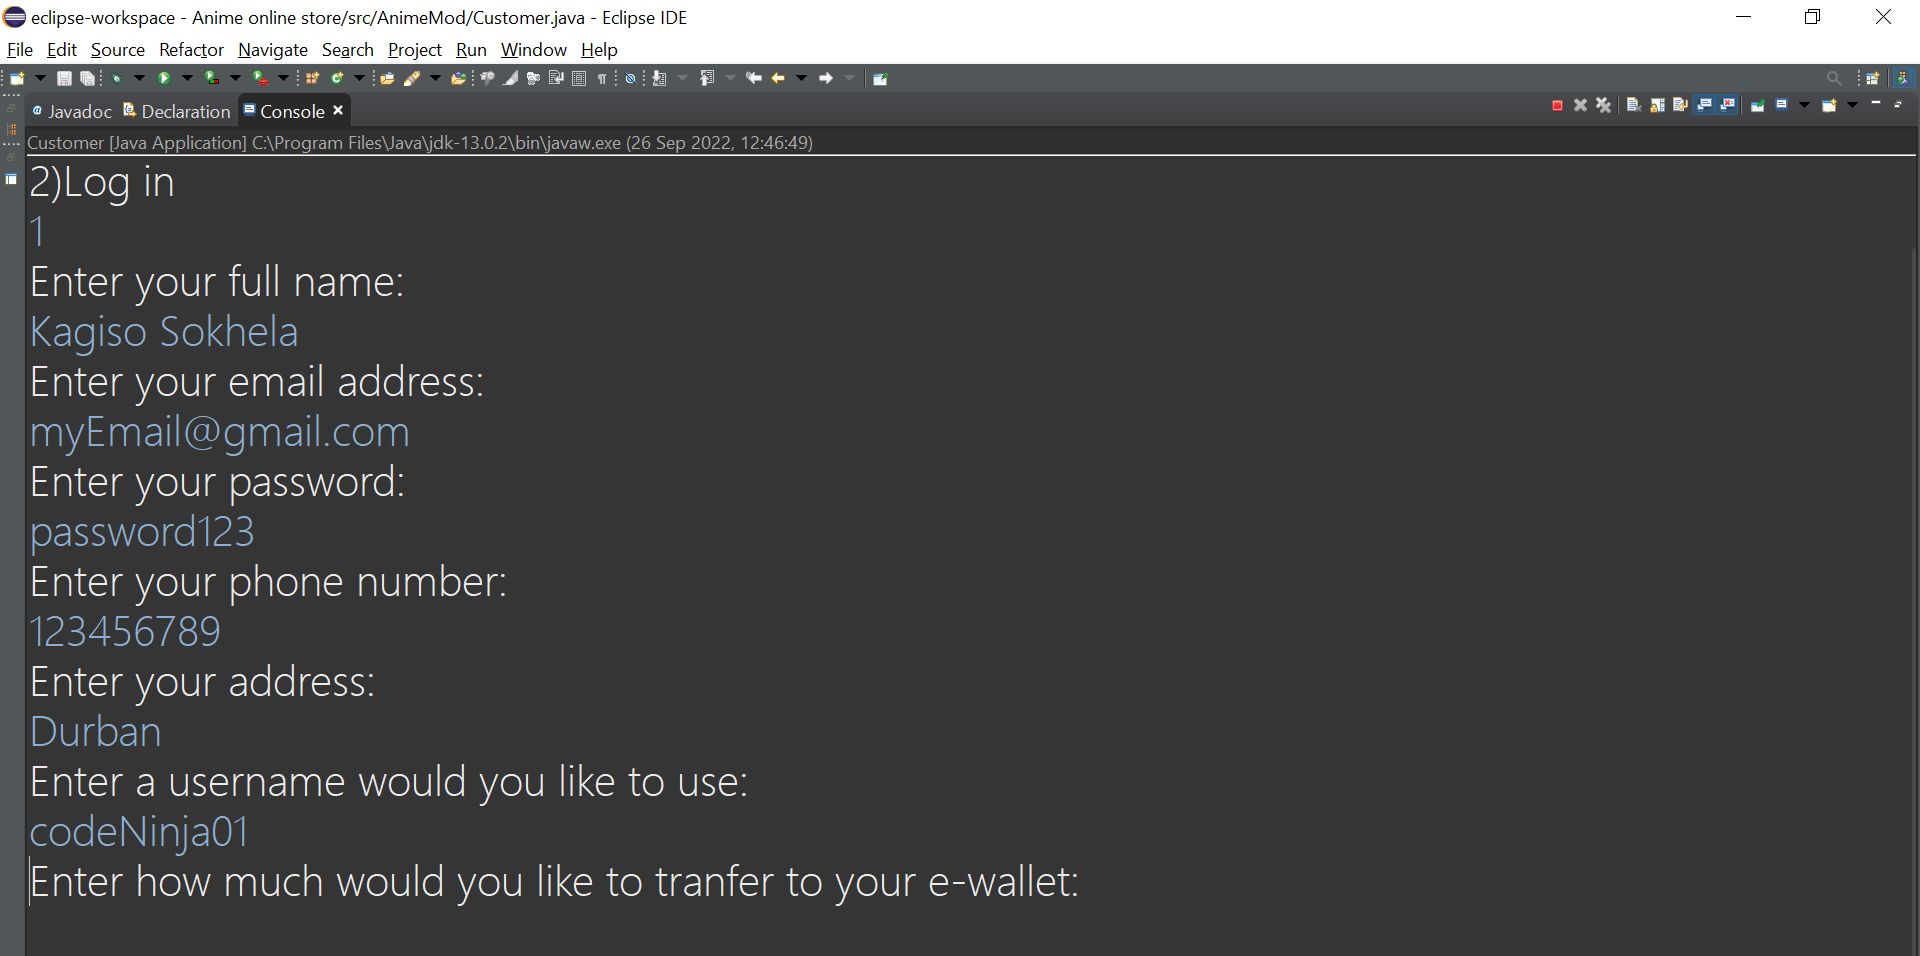 eclipse-workspace - Anime online store/src/AnimeMod/Customer.java - Eclipse IDE
File Edit Source Refactor Navigate Search Project Run Window Help
@ Javadoc Declaration Console
Customer [Java Application] C:\Program Files\Java\jdk-13.0.2\bin\javaw.exe (26 Sep 2022, 12:46:49)
2)Log in
1
Enter your full name:
Kagiso Sokhela
Enter your email address:
myEmail@gmail.com
Enter your password:
password123
Enter your phone number:
123456789
Enter your address:
Durban
Enter a username would you like to use:
codeNinja01
Enter how much would you like to tranfer to your e-wallet: